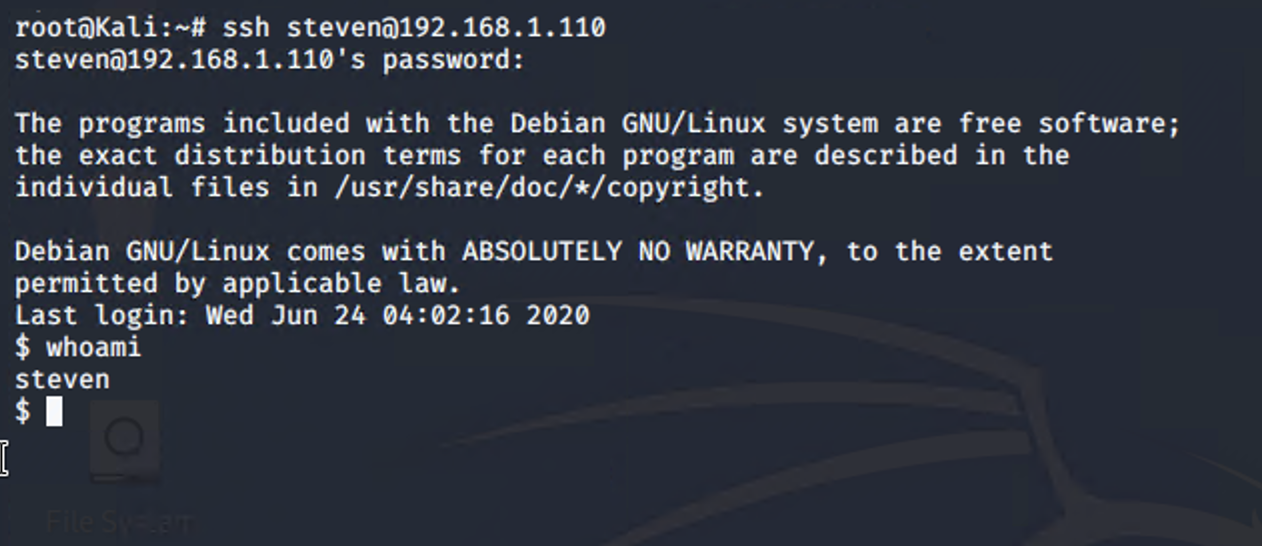 root@Kali:~# ssh steven@192.168.1.110
steven@192.168.1.110's password:
The programs included with the Debian GNU/Linux system are free software;
the exact distribution terms for each program are described in the
individual files in /usr/share/doc/*/copyright.
Debian GNU/Linux comes with ABSOLUTELY NO WARRANTY, to the extent
permitted by applicable law.
Last login: Wed Jun 24 04:02:16 2020
$ whoami
steven
$
File System